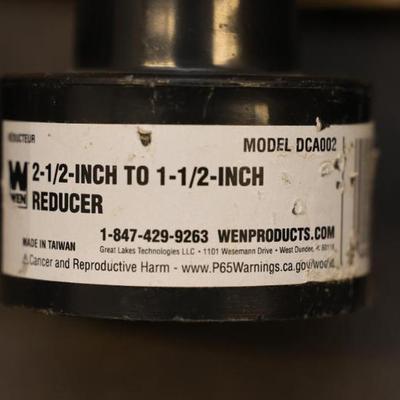 RÉDUCTEUR
MODEL DCA002
W
WEN
2-1/2-INCH TO 1-1/2-INCH
REDUCER
1-847-429-9263 WENPRODUCTS.COM
MADE IN TAIWAN
Great Lakes Technologies LLC • 1101 Wesemann Drive • West Dundee, IL 60118
⚠Cancer and Reproductive Harm - www.P65Warnings.ca.gov/wood